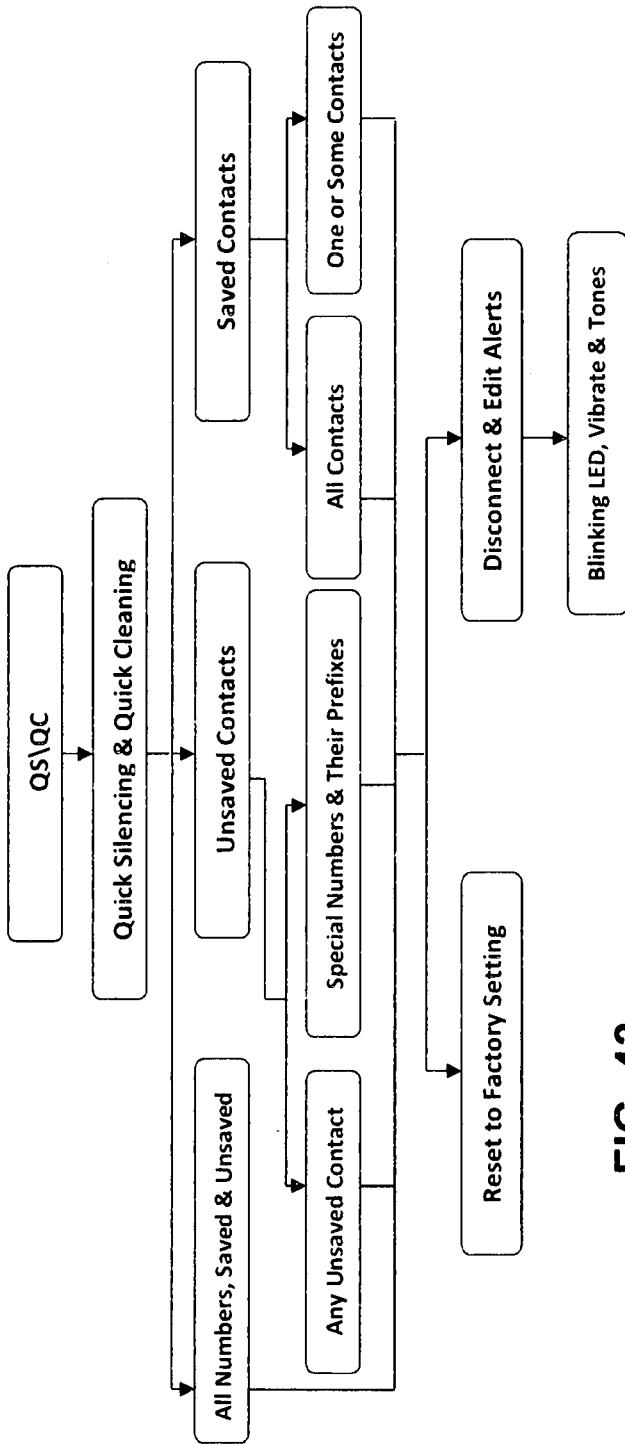 QS\QC
Quick Silencing & Quick Cleaning
All Numbers, Saved & Unsaved
Unsaved Contacts
Saved Contacts
Any Unsaved Contact
Special Numbers & Their Prefixes
All Contacts
One or Some Contacts
Reset to Factory Setting
Disconnect & Edit Alerts
Blinking LED, Vibrate & Tones
FIG.